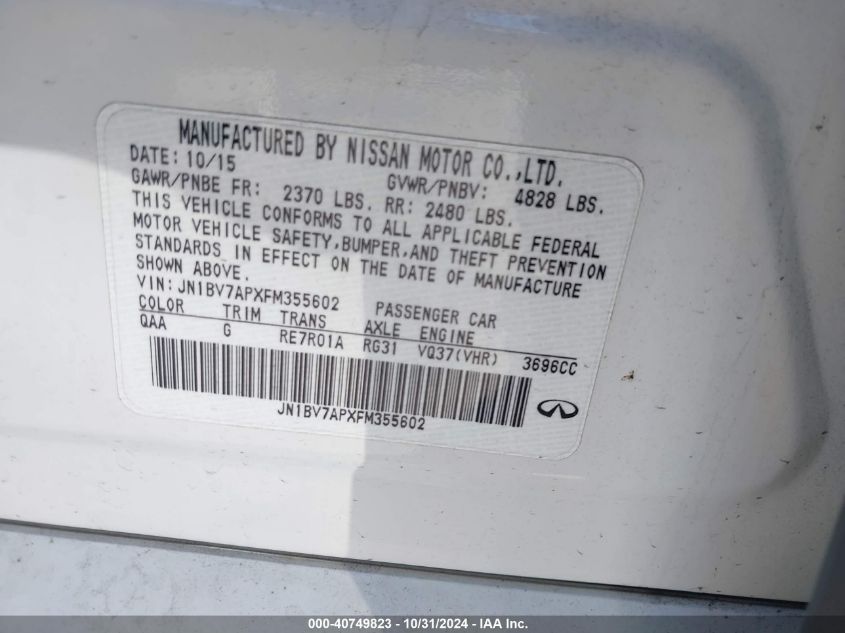 MANUFACTURED BY NISSAN MOTOR CO.,LTD.
DATE: 10/15 GVWR/PNBV: 4828 LBS.
GAWR/PNBE FR: 2370 LBS. RR: 2480 LBS.
THIS VEHICLE CONFORMS TO ALL APPLICABLE FEDERAL
MOTOR VEHICLE SAFETY,BUMPER,AND THEFT PREVENTION
STANDARDS IN EFFECT ON THE DATE OF MANUFACTURE
SHOWN ABOVE.
VIN: JN1BV7APXFM355602 PASSENGER CAR
COLOR TRIM TRANS AXLE ENGINE
QAA G RE7R01A RG31 VQ37(VHR) 3696CC
JN1BV7APXFM355602
000-40749823 - 10/31/2024 - IAA Inc.